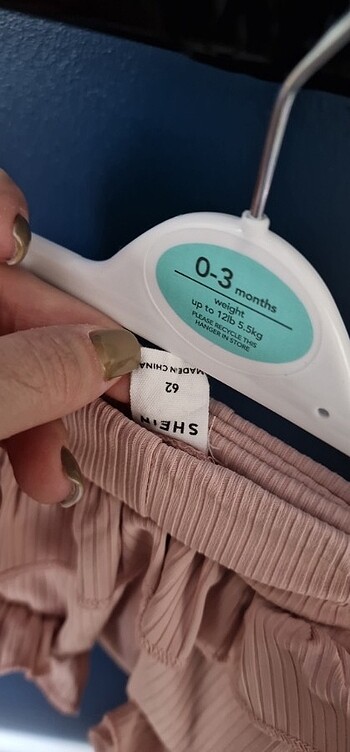 0-3 months
weight
up to 12lb 5.5kg
PLEASE RECYCLE THIS
HANGER IN STORE
SHEIN
62
MADE IN CHINA